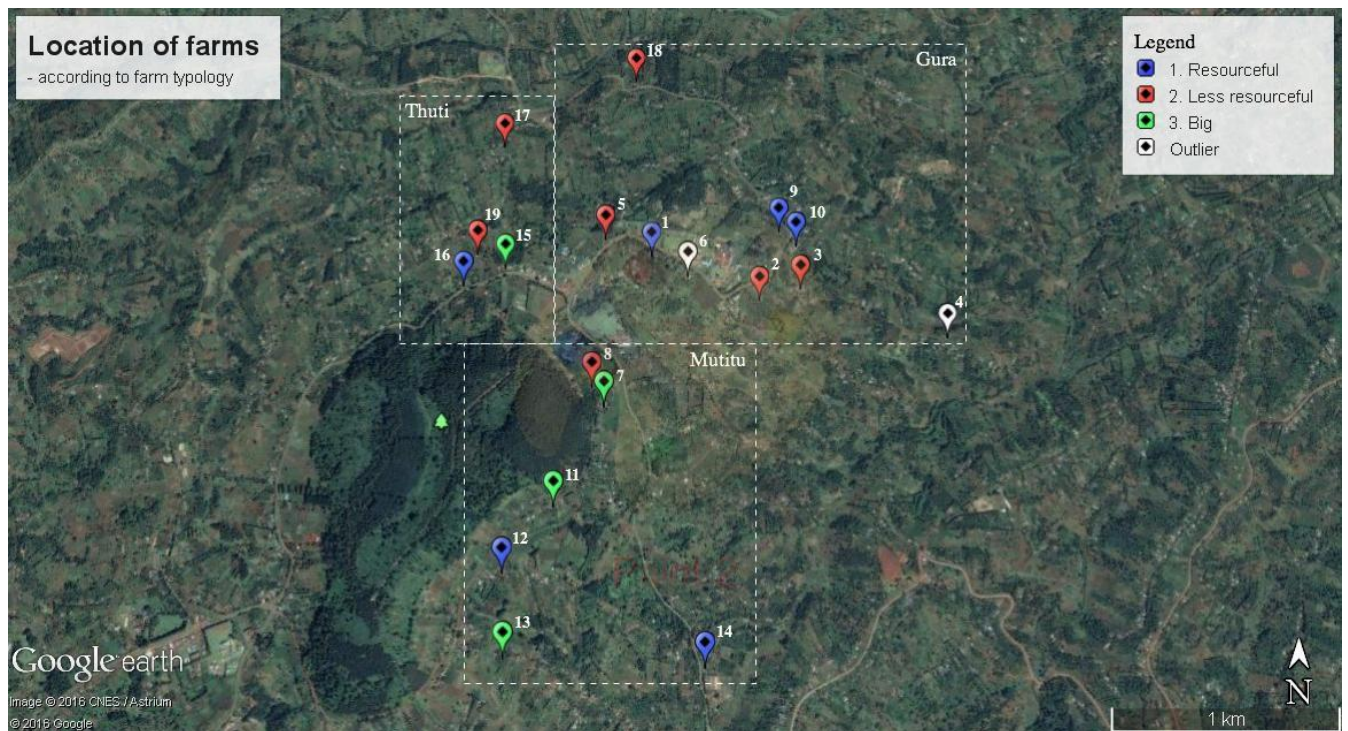 Location of farms
- according to farm typology
Legend
1. Resourceful
2. Less resourceful
3. Big
Outlier
Gura
Thuti
Mutitu
18
17
9
10
5
1
19
15
16
6
2
3
4
8
7
11
12
13
14
Google earth
Image © 2016 CNES / Astrium
© 2016 Google
N
1 km